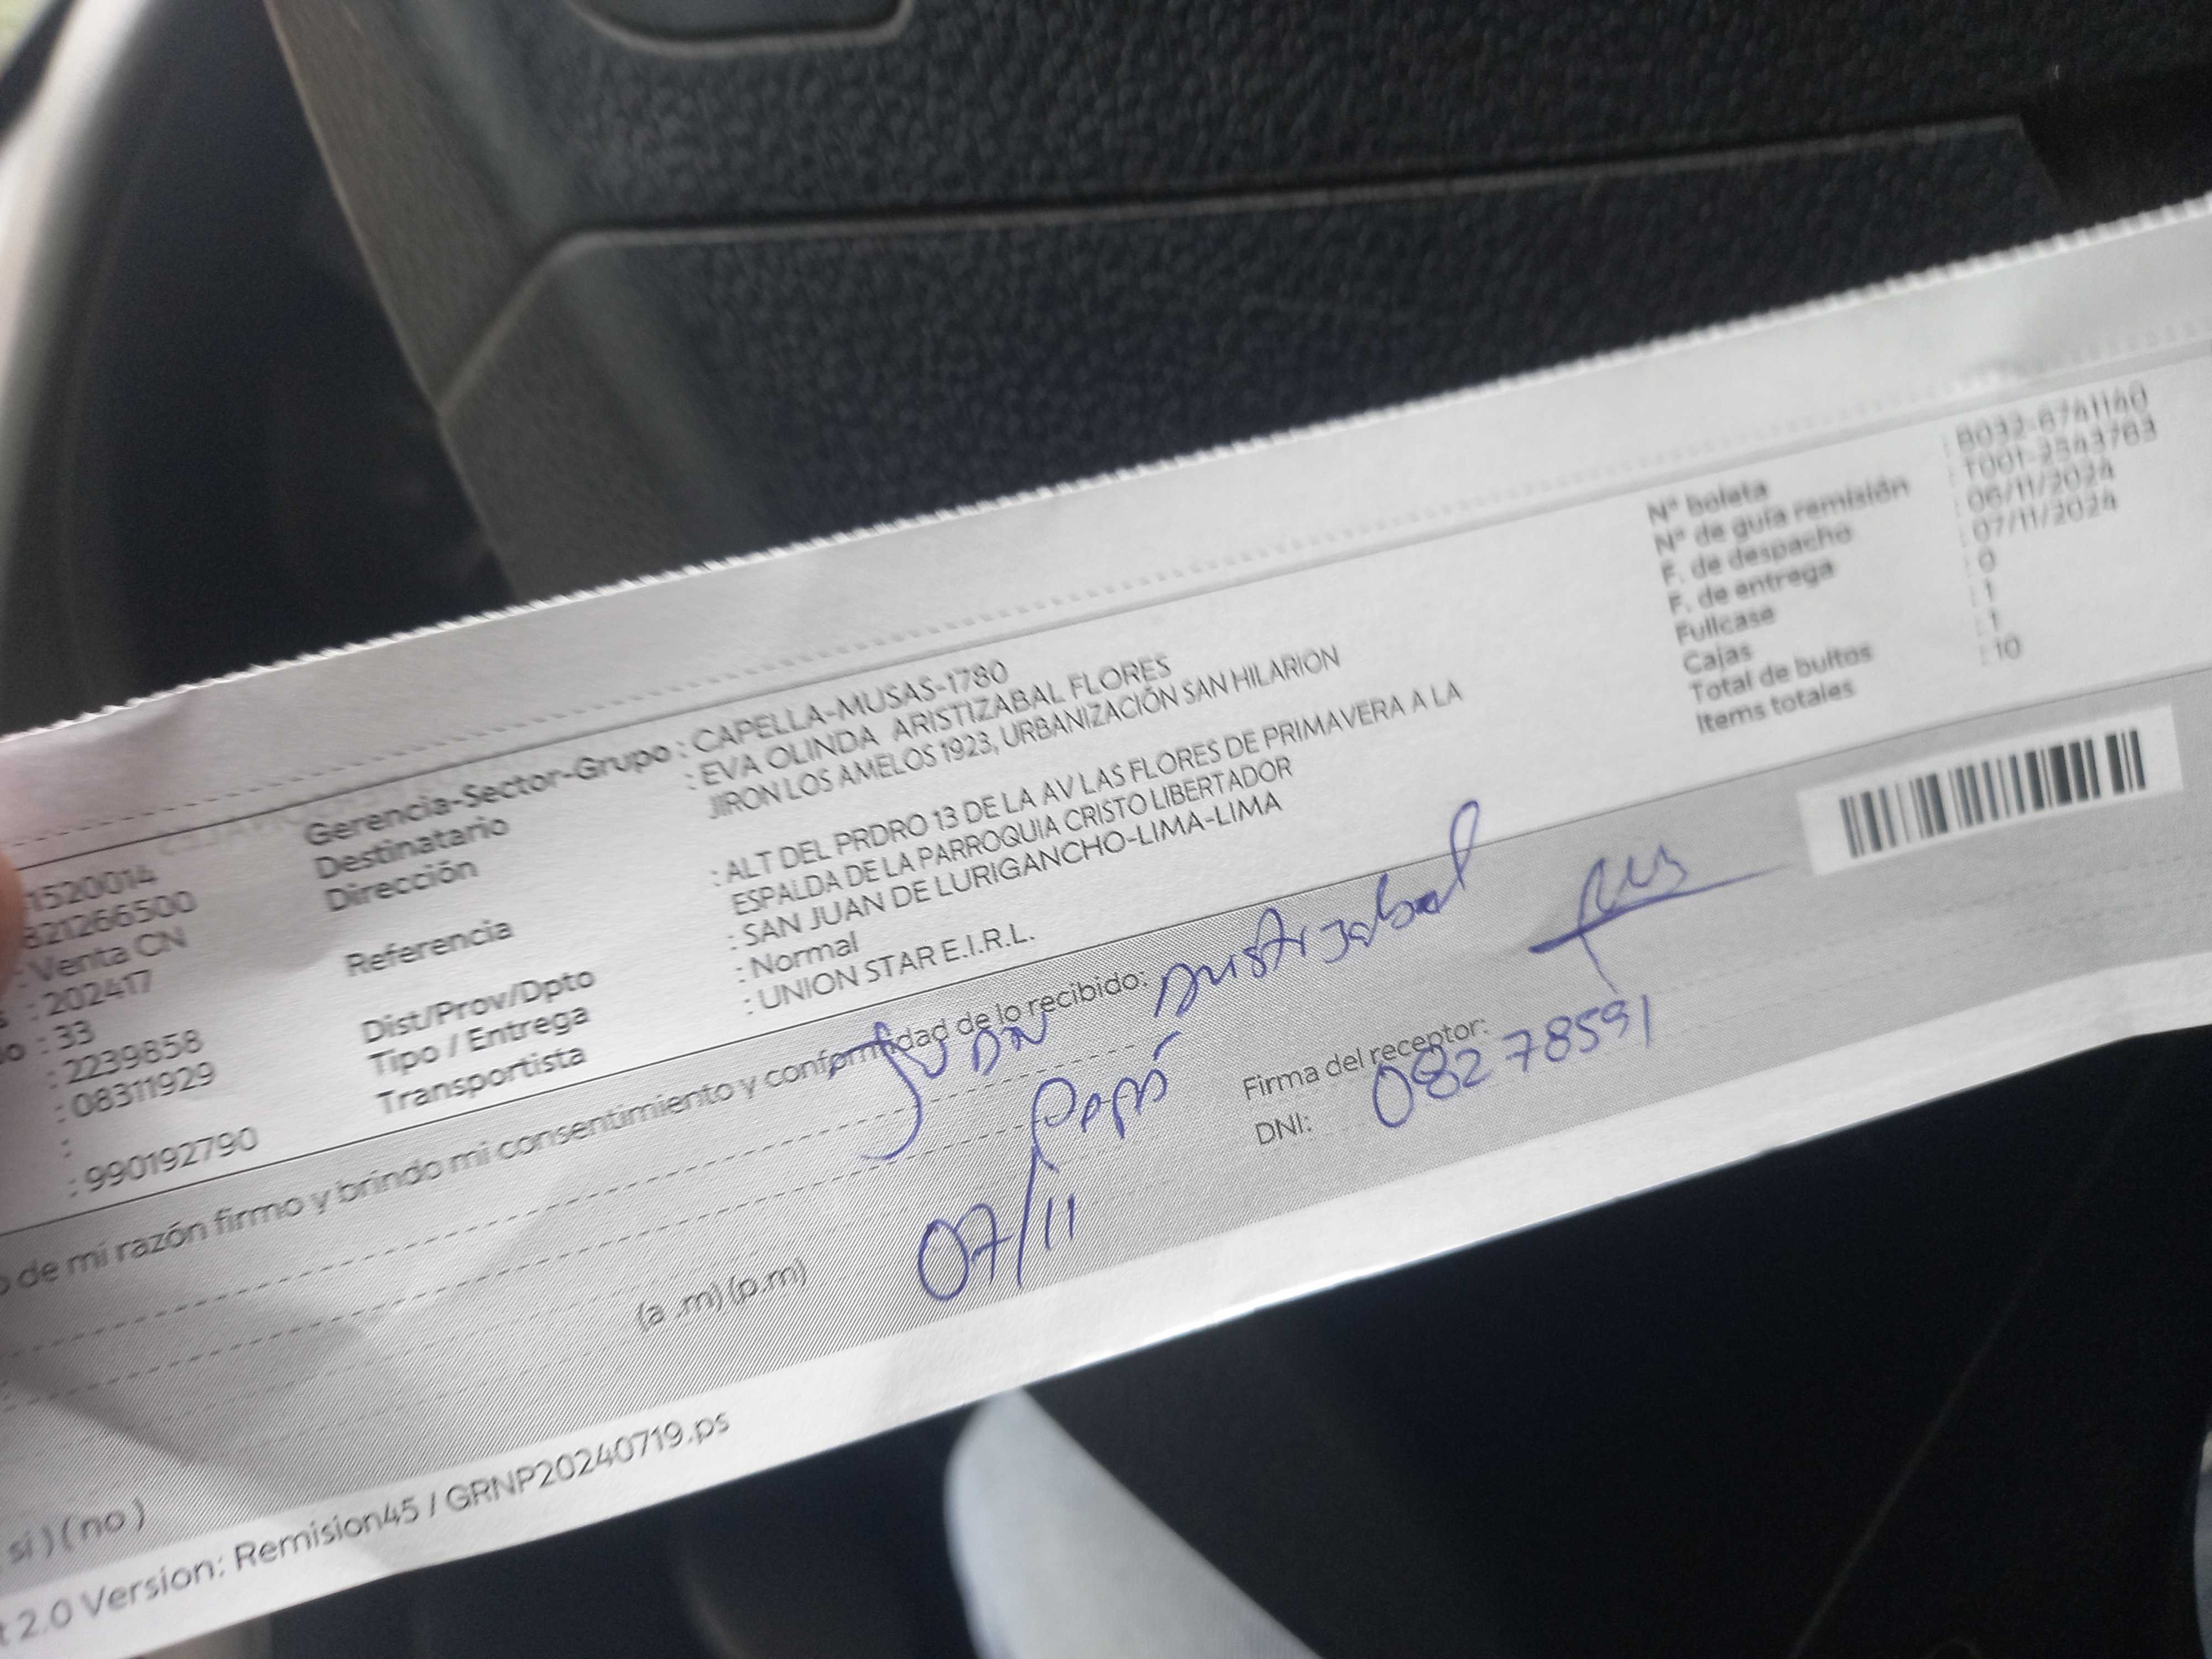 1520014
821266500
: Venta CN
: 202417
: 33
: 2239858
: 08311929
:
: 990192790
Gerencia-Sector-Grupo : CAPELLA-MUSAS-1780
Destinatario : EVA OLINDA ARISTIZABAL FLORES
Dirección JIRON LOS AMELOS 1923, URBANIZACIÓN SAN HILARION
Referencia : ALT DEL PRDRO 13 DE LA AV LAS FLORES DE PRIMAVERA A LA
ESPALDA DE LA PARROQUIA CRISTO LIBERTADOR
Dist/Prov/Dpto : SAN JUAN DE LURIGANCHO-LIMA-LIMA
Tipo / Entrega : Normal
Transportista : UNION STAR E.I.R.L.
N° boleta : B032-8741140
N° de guía remisión : T001-2343763
F. de despacho : 06/11/2024
F. de entrega : 07/11/2024
Fullcase : 0
Cajas : 1
Total de bultos : 1
Items totales : 10
de mi razón firmo y brindo mi consentimiento y conformidad de lo recibido:
Juan Aristizabal
Papá
07/11
(a .m) (p.m)
Firma del receptor:
DNI: 08278591
si ) ( no )
t 2.0 Version: Remision45 / GRNP20240719.ps